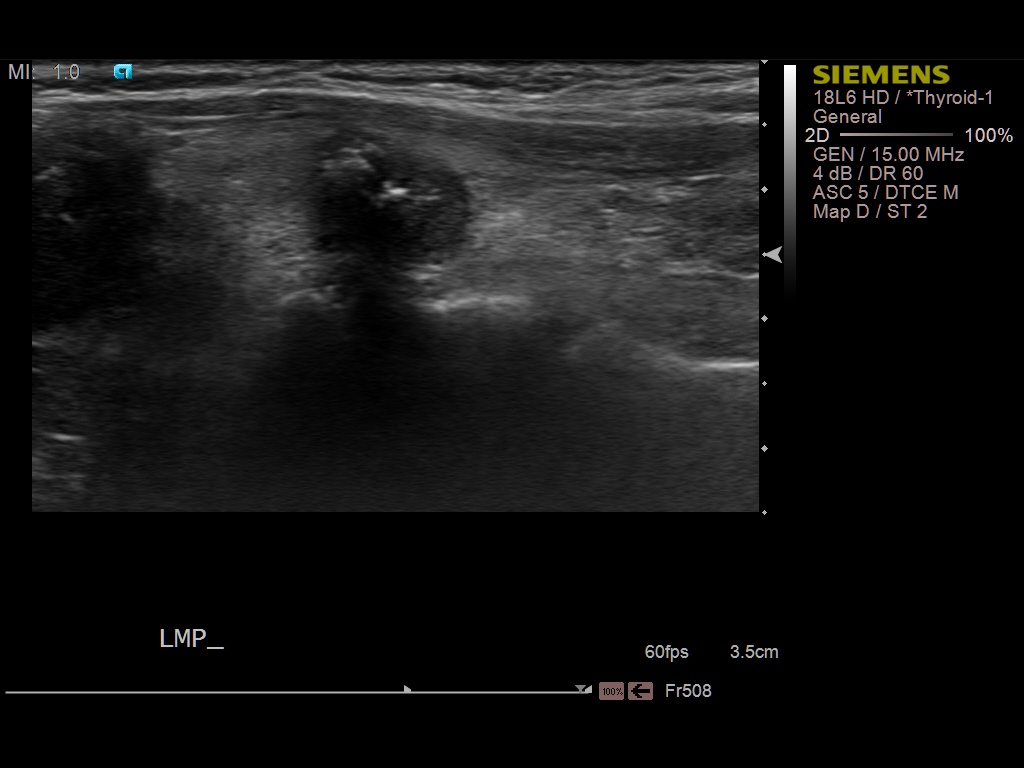 MI: 1.0
SIEMENS
18L6 HD / *Thyroid-1
General
2D 100%
GEN / 15.00 MHz
4 dB / DR 60
ASC 5 / DTCE M
Map D / ST 2
LMP_
60fps 3.5cm
100% Fr508